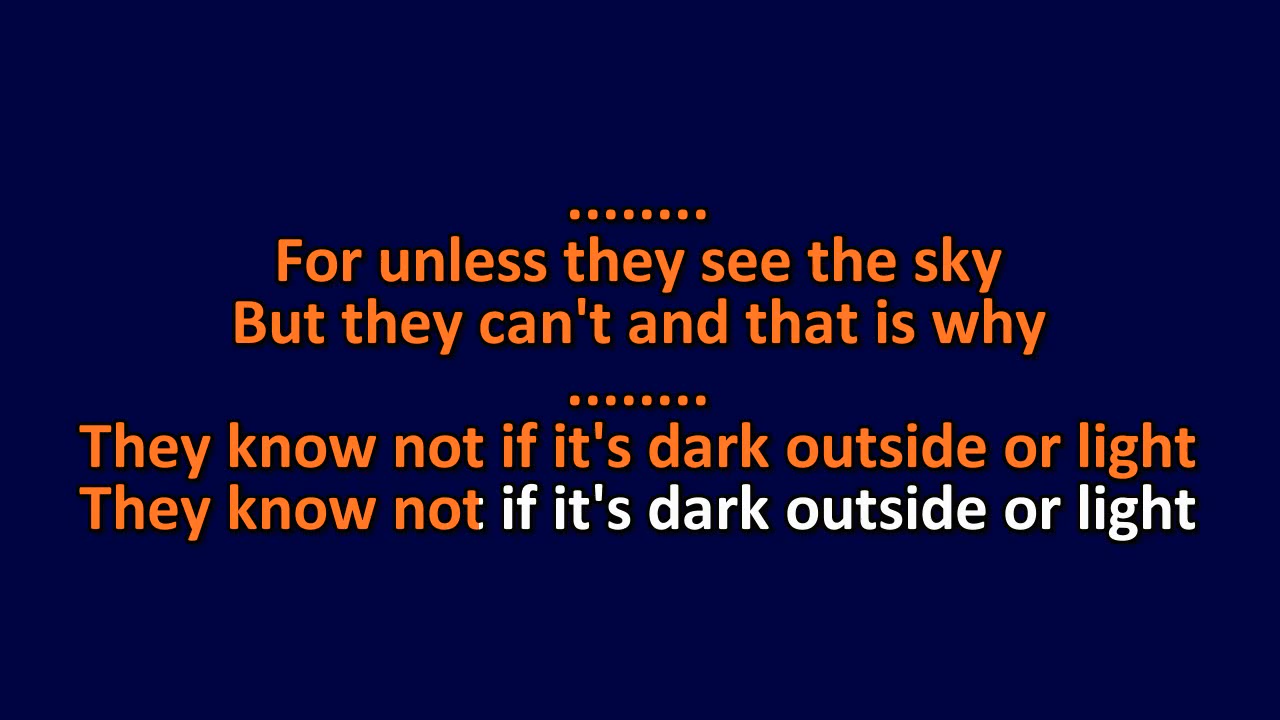 ........
For unless they see the sky
But they can't and that is why
........
They know not if it's dark outside or light
They know not if it's dark outside or light